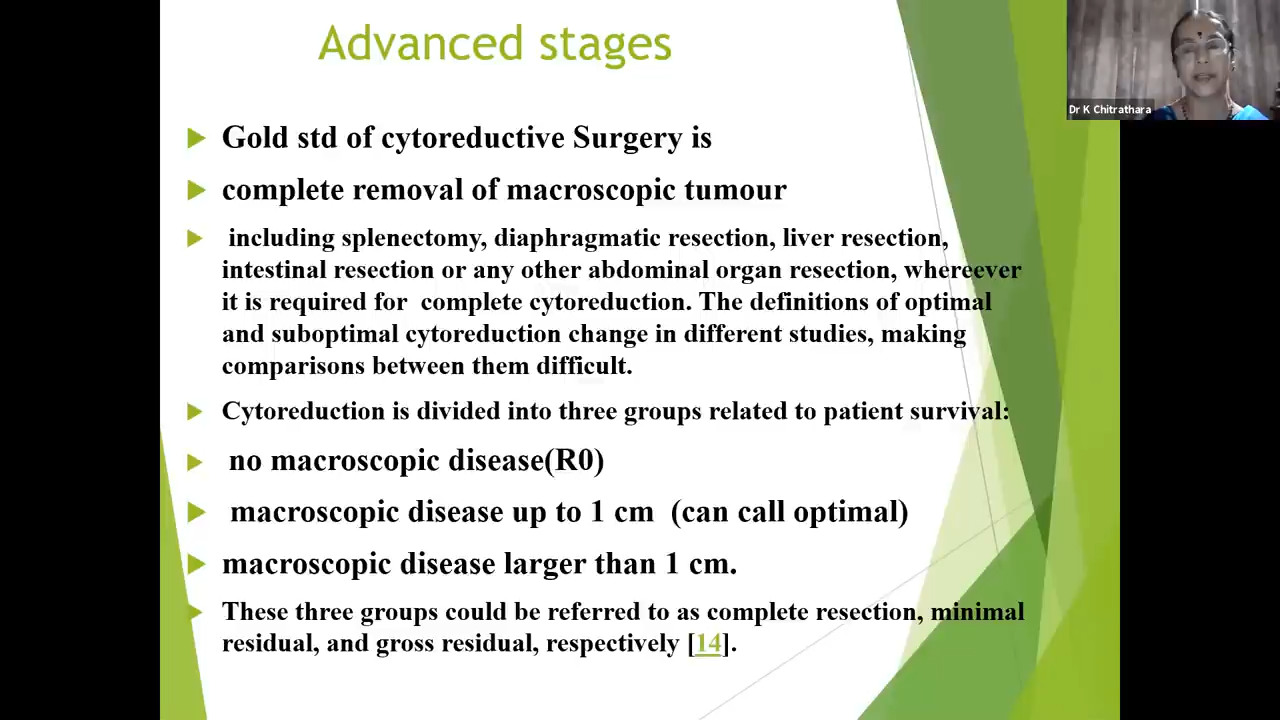 Advanced stages
Dr K Chitrathara
Gold std of cytoreductive Surgery is
complete removal of macroscopic tumour
including splenectomy, diaphragmatic resection, liver resection,
intestinal resection or any other abdominal organ resection, whereever
it is required for complete cytoreduction. The definitions of optimal
and suboptimal cytoreduction change in different studies, making
comparisons between them difficult.
Cytoreduction is divided into three groups related to patient survival:
no macroscopic disease(R0)
macroscopic disease up to 1 cm (can call optimal)
macroscopic disease larger than 1 cm.
These three groups could be referred to as complete resection, minimal
residual, and gross residual, respectively [14].